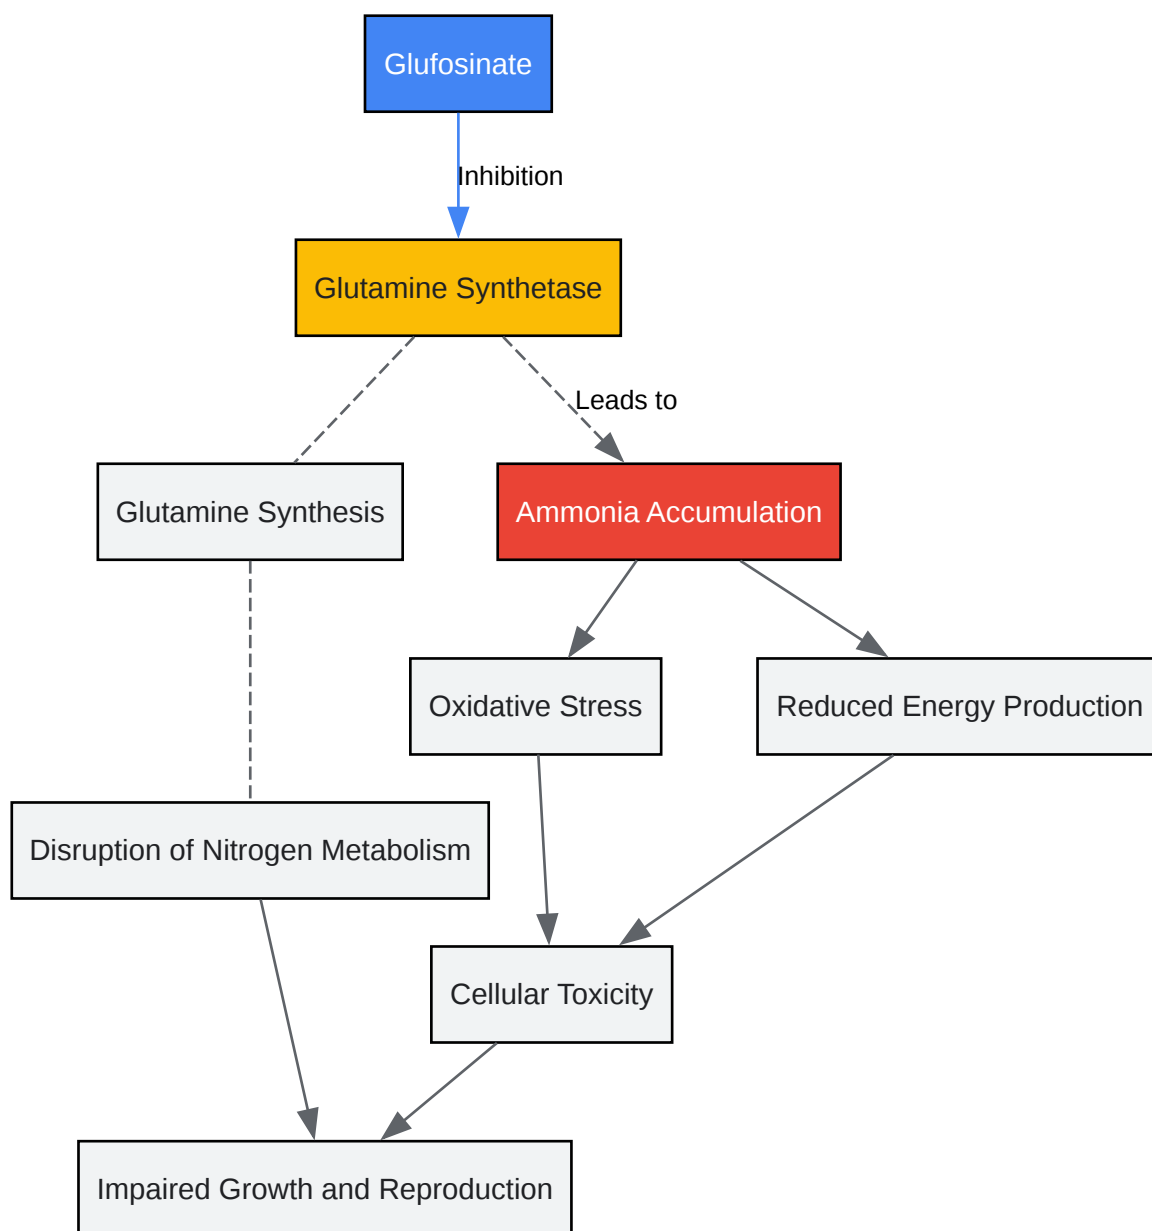 Glufosinate
Inhibition
Glutamine Synthetase
Leads to
Glutamine Synthesis
Ammonia Accumulation
Oxidative Stress
Reduced Energy Production
Disruption of Nitrogen Metabolism
Cellular Toxicity
Impaired Growth and Reproduction